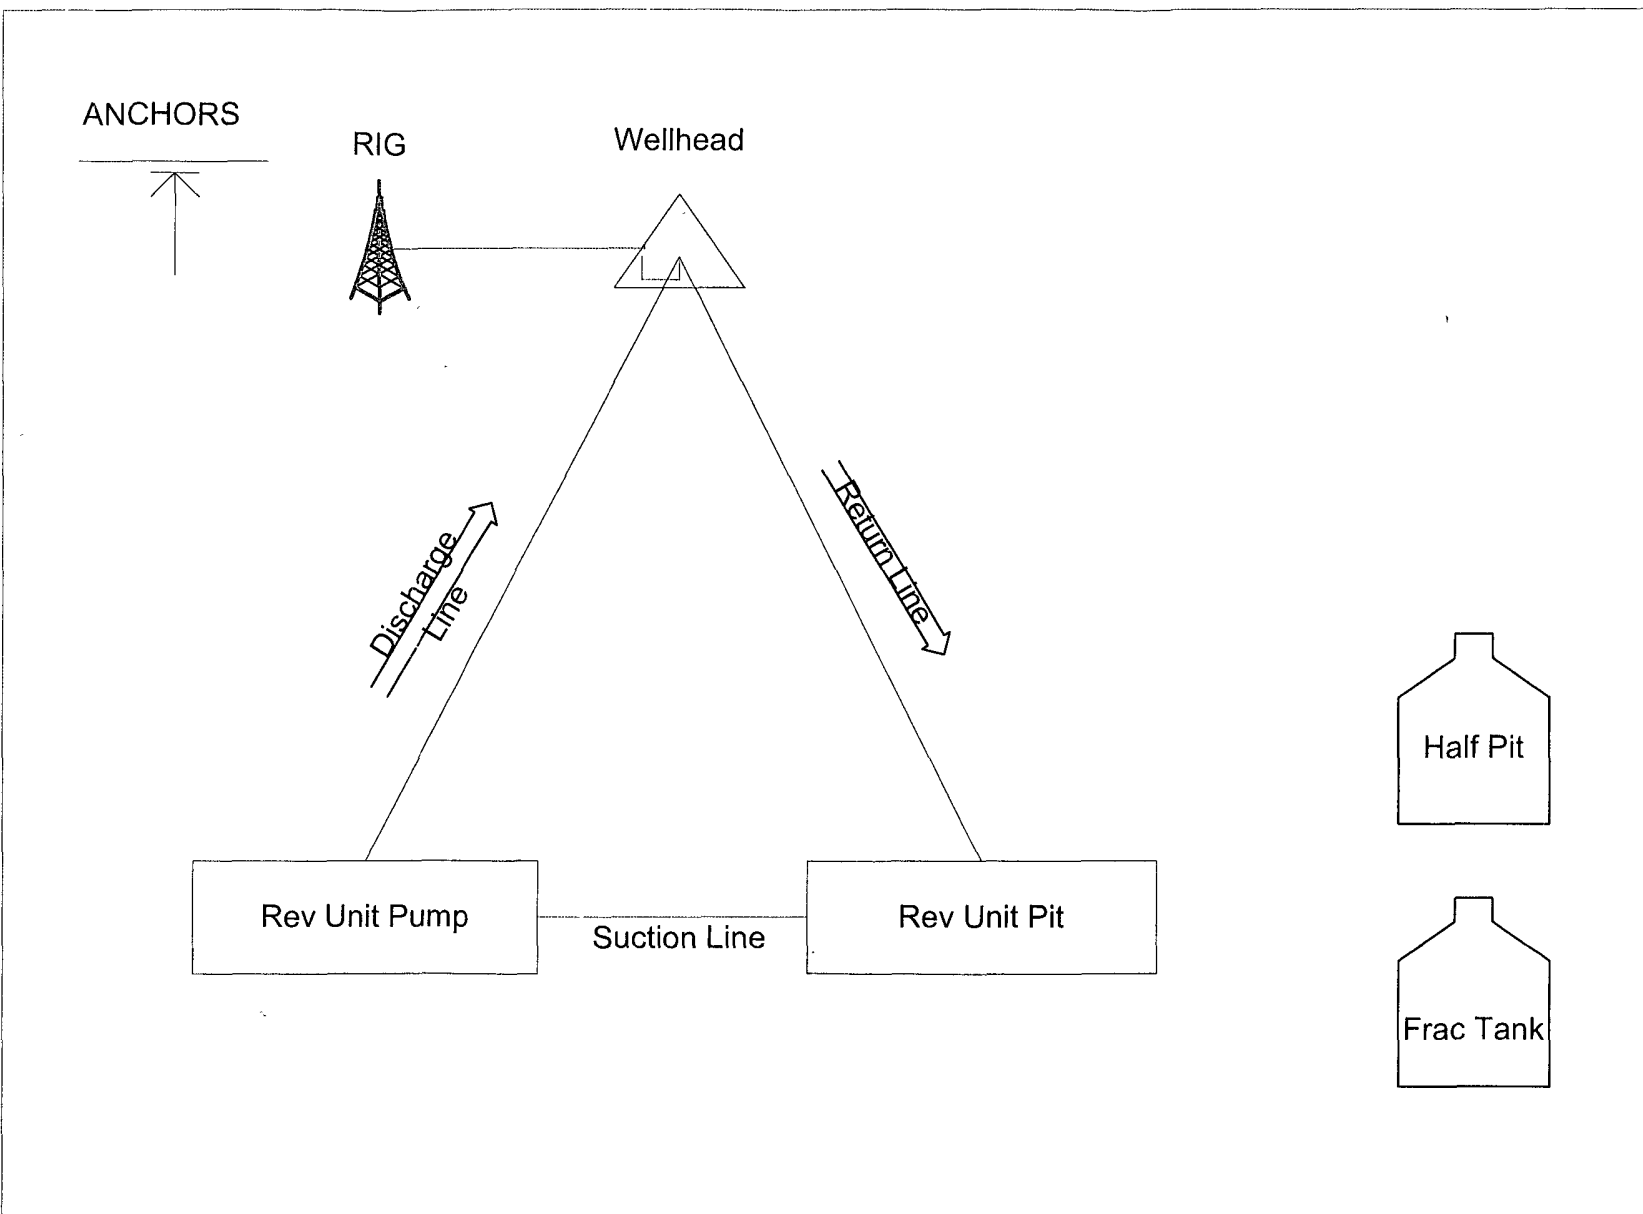 ANCHORS
RIG
Wellhead
Discharge
Line
Return Line
Half Pit
Rev Unit Pump
Suction Line
Rev Unit Pit
Frac Tank